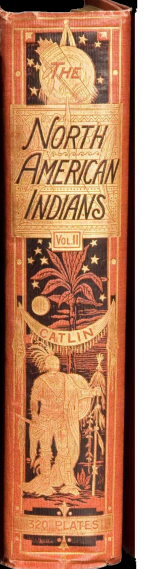 THE
NORTH
AMERICAN
INDIANS
VOL. II
CATLIN
320 PLATES